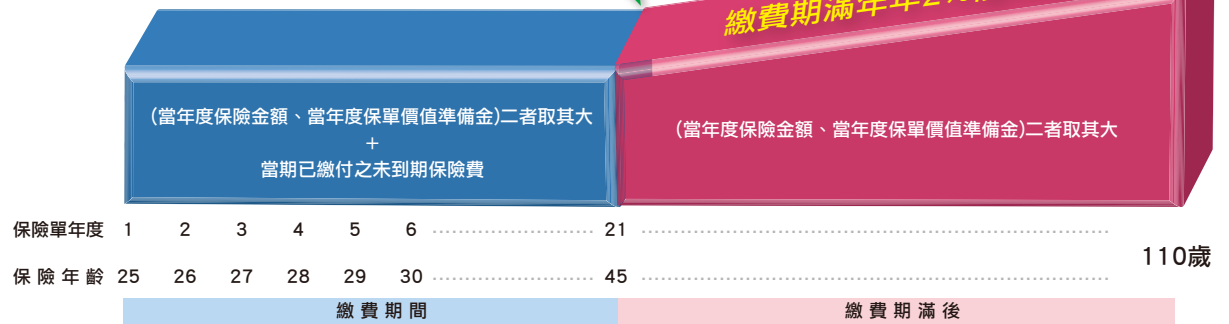 繳費期滿年年2%
(當年度保險金額、當年度保單價值準備金)二者取其大
+
當期已繳付之未到期保險費
(當年度保險金額、當年度保單價值準備金)二者取其大
保險單年度 1 2 3 4 5 6 ........................ 21 ........................
保險年齡 25 26 27 28 29 30 ........................ 45 ........................
110歲
繳費期間 繳費期滿後